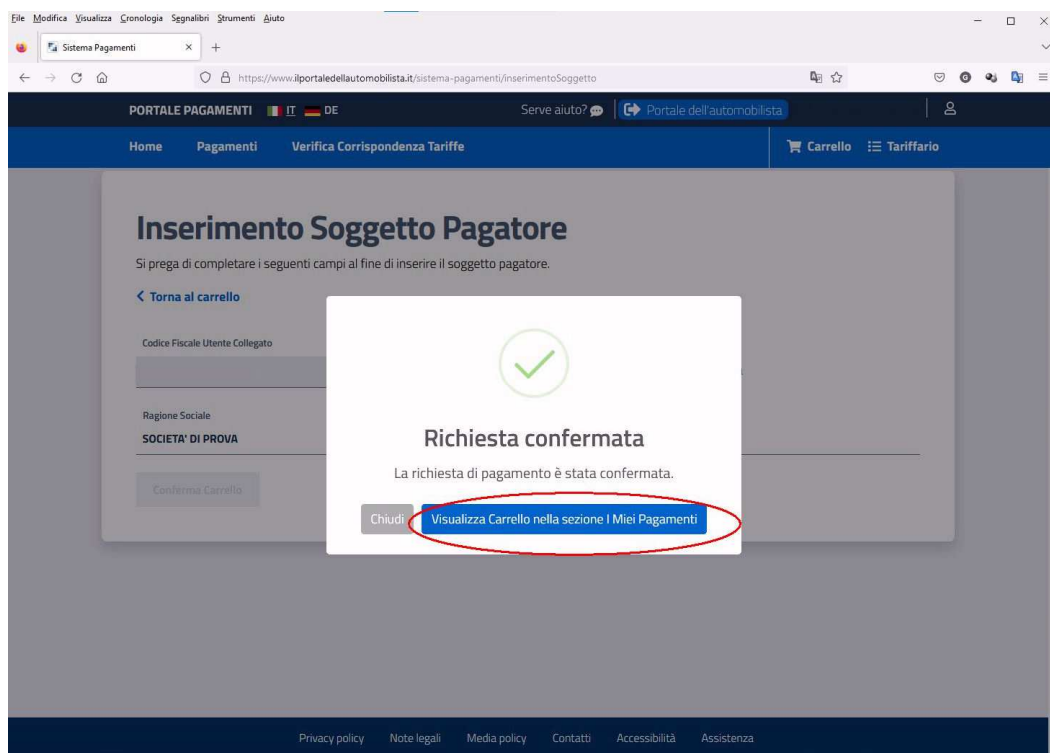 File Modifica Visualizza Cronologia Segnalibri Strumenti Aiuto
Sistema Pagamenti
https://www.ilportaledellautomobilista.it/sistema-pagamenti/inserimentoSoggetto
PORTALE PAGAMENTI IT DE Serve aiuto? Portale dell'automobilista
Home Pagamenti Verifica Corrispondenza Tariffe Carrello Tariffario
Inserimento Soggetto Pagatore
Si prega di completare i seguenti campi al fine di inserire il soggetto pagatore.
Torna al carrello
Codice Fiscale Utente Collegato
Ragione Sociale
SOCIETA' DI PROVA
Conferma Carrello
Richiesta confermata
La richiesta di pagamento è stata confermata.
Chiudi Visualizza Carrello nella sezione I Miei Pagamenti
Privacy policy Note legali Media policy Contatti Accessibilità Assistenza